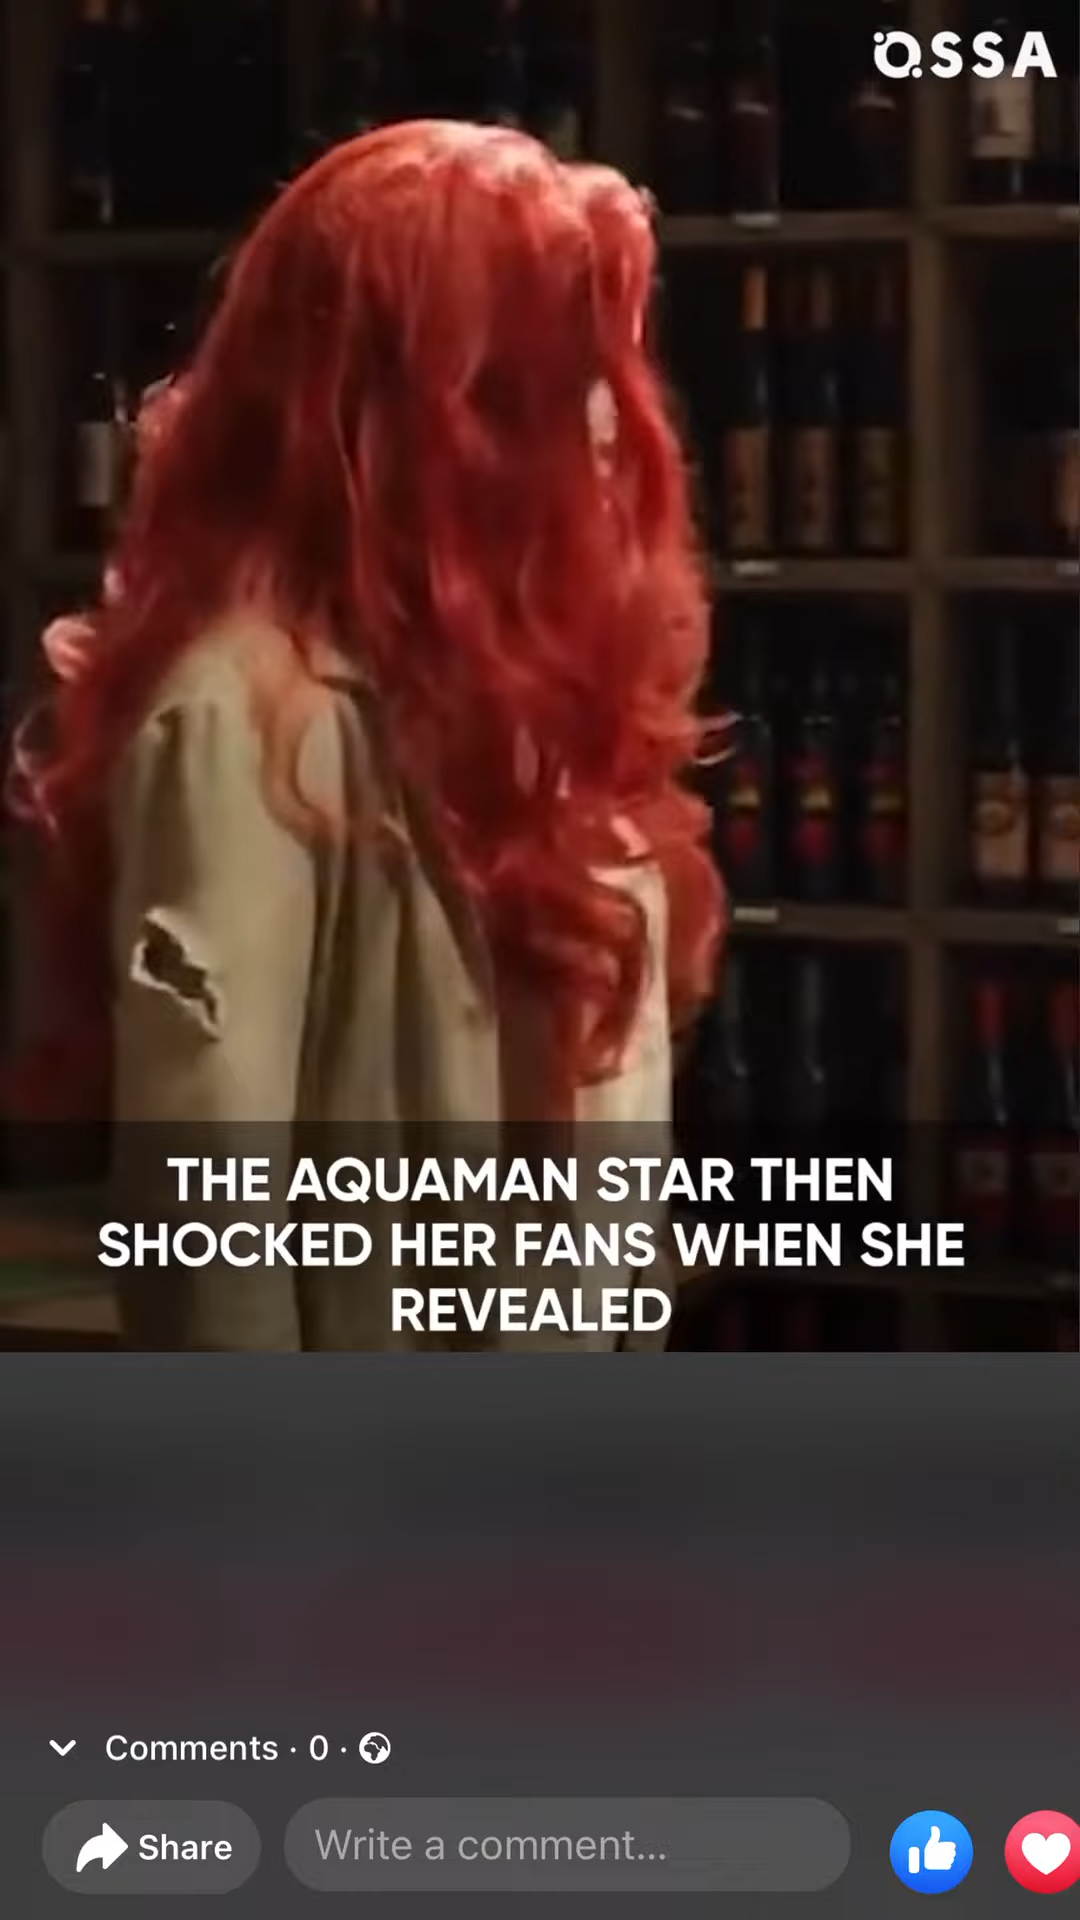 OSSA
THE AQUAMAN STAR THEN
SHOCKED HER FANS WHEN SHE
REVEALED
Comments · 0 ·
Share
Write a comment...